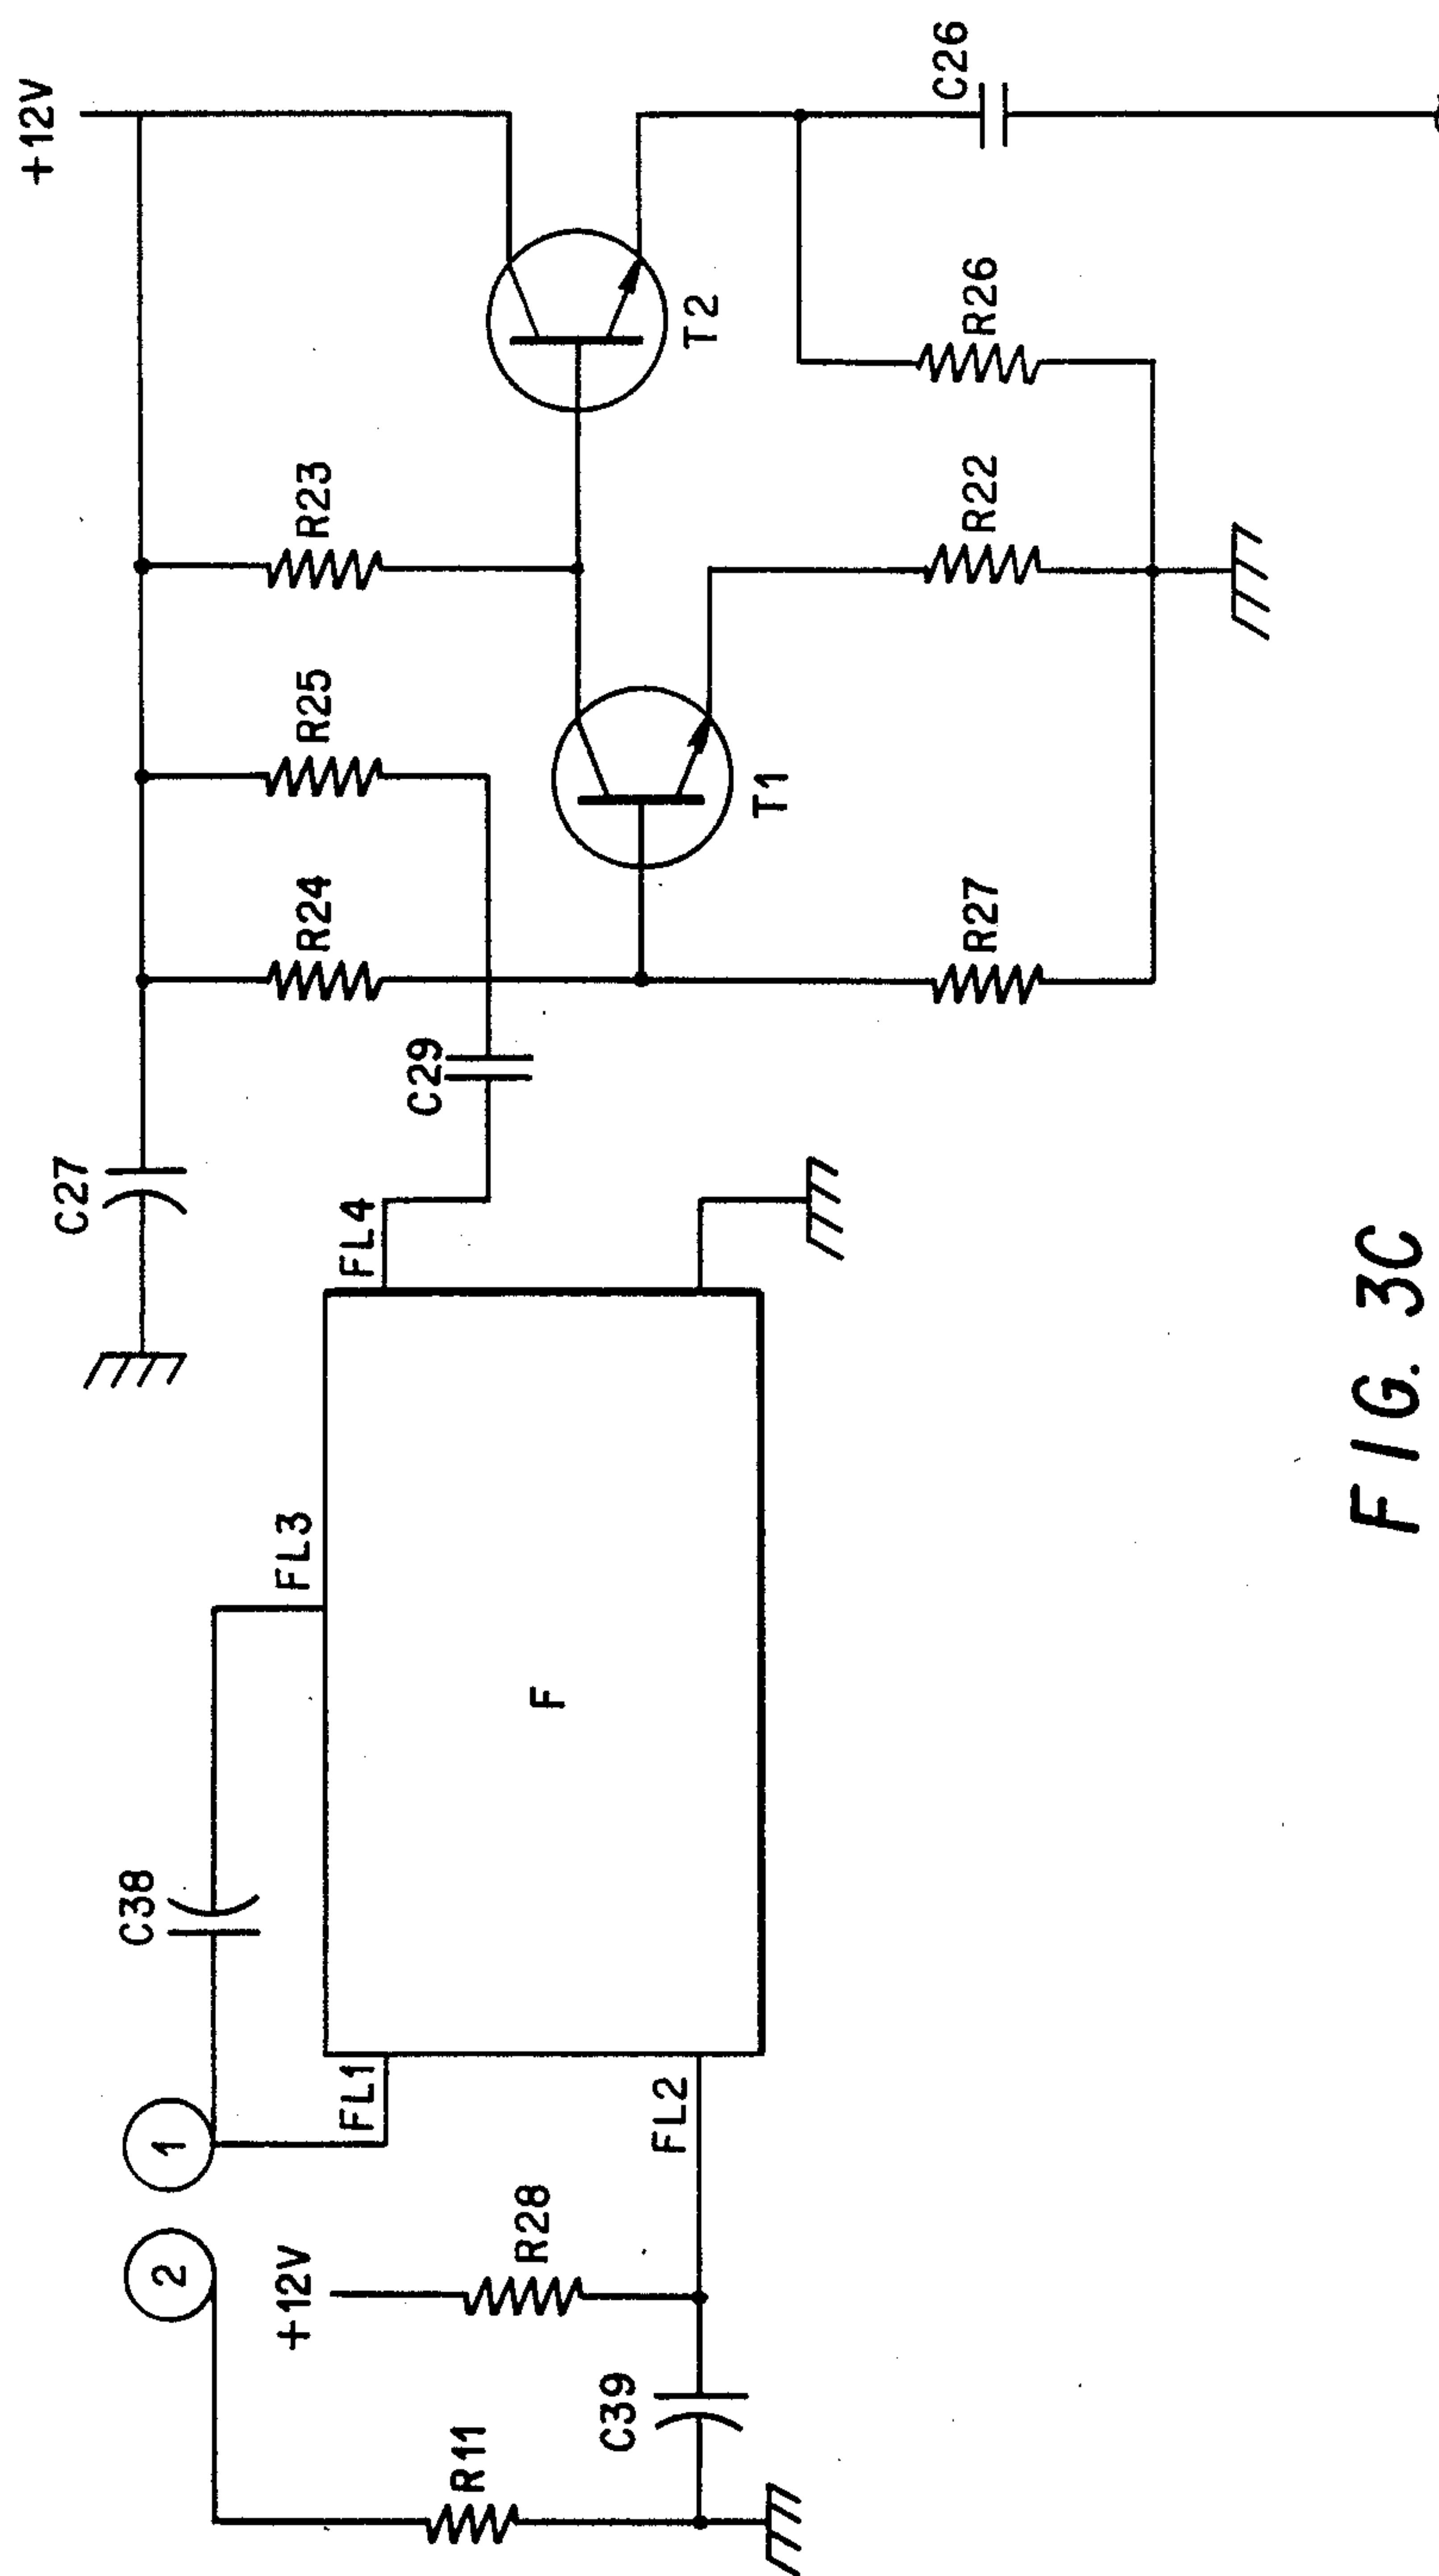 +12V
C27
R24
R25
R23
C29
T1
T2
C26
R27
R22
R26
FL4
FL3
F
C38
1
2
FL1
FL2
+12V
R28
R11
C39
FIG. 3C